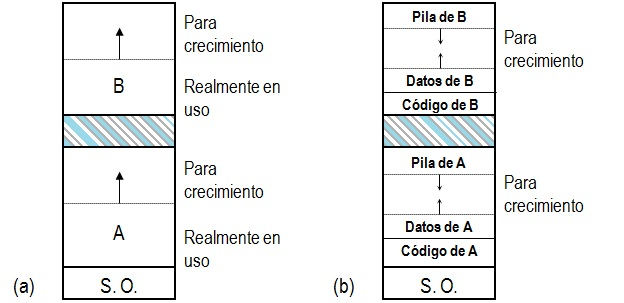 Para
crecimiento
B
Realmente en
uso
Para
crecimiento
A
Realmente en
uso
(a)
S. O.
Pila de B
Para
crecimiento
Datos de B
Código de B
Pila de A
Para
crecimiento
Datos de A
Código de A
(b)
S. O.